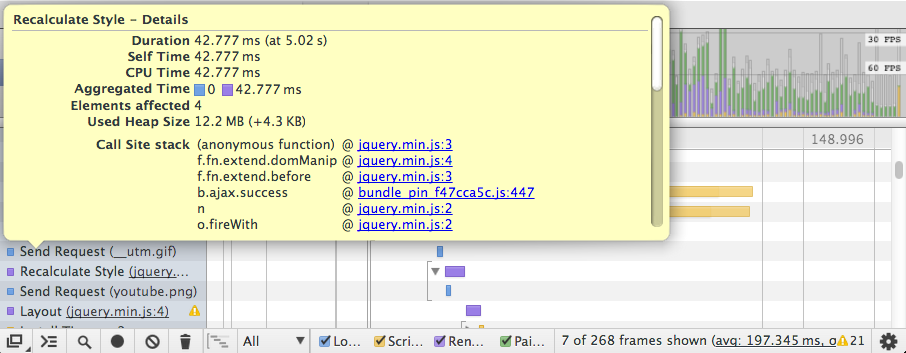 Recalculate Style – Details
Duration 42.777 ms (at 5.02 s)
Self Time 42.777 ms
CPU Time 42.777 ms
Aggregated Time 0 42.777 ms
Elements affected 4
Used Heap Size 12.2 MB (+4.3 KB)
Call Site stack (anonymous function) @ jquery.min.js:3
f.fn.extend.domManip @ jquery.min.js:4
f.fn.extend.before @ jquery.min.js:3
b.ajax.success @ bundle_pin_f47cca5c.js:447
n @ jquery.min.js:2
o.fireWith @ jquery.min.js:2
30 FPS
60 FPS
148.996
Send Request (__utm.gif)
Recalculate Style (jquery....
Send Request (youtube.png)
Layout (jquery.min.js:4)
All
Lo...
Scri...
Ren...
Pai...
7 of 268 frames shown (avg: 197.345 ms, σ
21